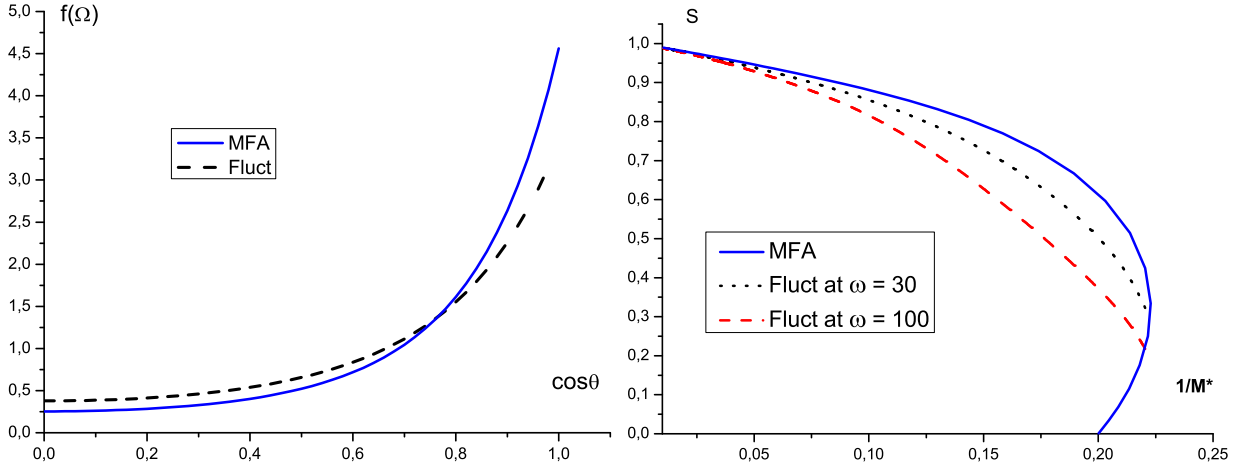 f(Ω)
5,0
4,5
4,0
3,5
3,0
2,5
2,0
1,5
1,0
0,5
0,0
MFA
Fluct
cosθ
0,0 0,2 0,4 0,6 0,8 1,0
S
1,0
0,9
0,8
0,7
0,6
0,5
0,4
0,3
0,2
0,1
0,0
MFA
Fluct at ω = 30
Fluct at ω = 100
1/M*
0,05 0,10 0,15 0,20 0,25